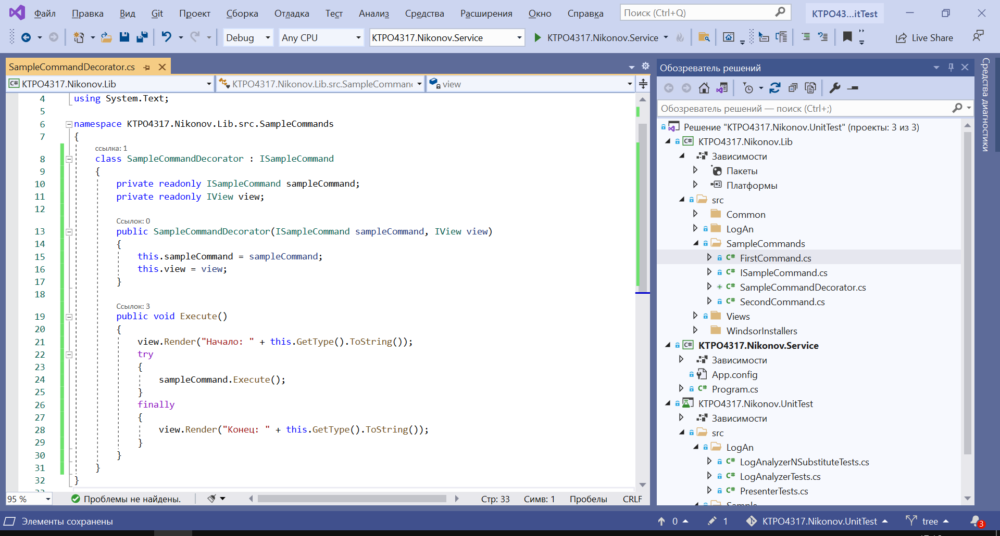 Файл Правка Вид Git Проект Сборка Отладка Тест Анализ Средства Расширения Окно Справка Поиск (Ctrl+Q) KTPO43...itTest
Debug Any CPU KTPO4317.Nikonov.Service KTPO4317.Nikonov.Service Live Share
SampleCommandDecorator.cs
KTPO4317.Nikonov.Lib KTPO4317.Nikonov.Lib.src.SampleComman view
4 using System.Text;
5
6 namespace KTPO4317.Nikonov.Lib.src.SampleCommands
7 {
ссылка: 1
8 class SampleCommandDecorator : ISampleCommand
9 {
10 private readonly ISampleCommand sampleCommand;
11 private readonly IView view;
12
Ссылок: 0
13 public SampleCommandDecorator(ISampleCommand sampleCommand, IView view)
14 {
15 this.sampleCommand = sampleCommand;
16 this.view = view;
17 }
18
Ссылок: 3
19 public void Execute()
20 {
21 view.Render("Начало: " + this.GetType().ToString());
22 try
23 {
24 sampleCommand.Execute();
25 }
26 finally
27 {
28 view.Render("Конец: " + this.GetType().ToString());
29 }
30 }
31 }
32 }
95 % Проблемы не найдены. Стр: 33 Симв: 1 Пробелы CRLF
Обозреватель решений
Обозреватель решений — поиск (Ctrl+;)
Решение "KTPO4317.Nikonov.UnitTest" (проекты: 3 из 3)
C# KTPO4317.Nikonov.Lib
Зависимости
Пакеты
Платформы
src
Common
LogAn
SampleCommands
C# FirstCommand.cs
C# ISampleCommand.cs
C# SampleCommandDecorator.cs
C# SecondCommand.cs
Views
WindsorInstallers
C# KTPO4317.Nikonov.Service
Зависимости
App.config
C# Program.cs
KTPO4317.Nikonov.UnitTest
Зависимости
src
LogAn
C# LogAnalyzerNSubstituteTests.cs
C# LogAnalyzerTests.cs
C# PresenterTests.cs
Sample
Средства диагностики
Элементы сохранены 0 1 KTPO4317.Nikonov.UnitTest tree 3